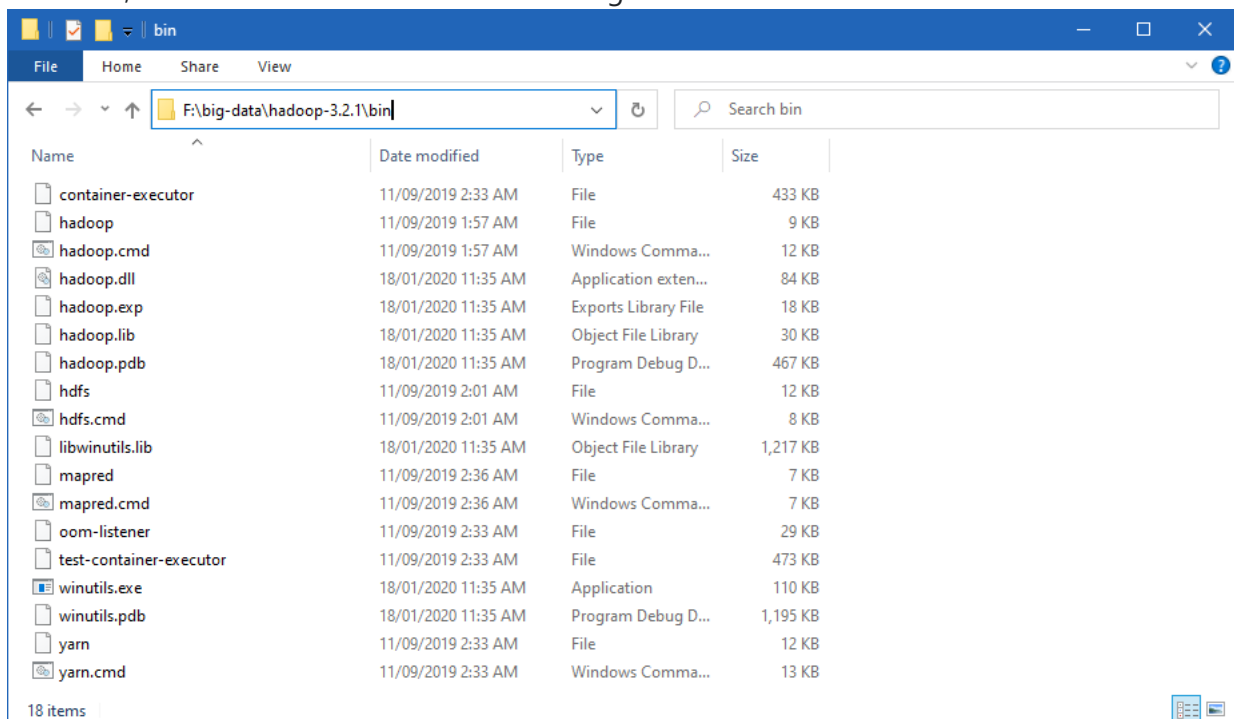 bin
File Home Share View
F:\big-data\hadoop-3.2.1\bin Search bin
Name Date modified Type Size
container-executor 11/09/2019 2:33 AM File 433 KB
hadoop 11/09/2019 1:57 AM File 9 KB
hadoop.cmd 11/09/2019 1:57 AM Windows Comma... 12 KB
hadoop.dll 18/01/2020 11:35 AM Application exten... 84 KB
hadoop.exp 18/01/2020 11:35 AM Exports Library File 18 KB
hadoop.lib 18/01/2020 11:35 AM Object File Library 30 KB
hadoop.pdb 18/01/2020 11:35 AM Program Debug D... 467 KB
hdfs 11/09/2019 2:01 AM File 12 KB
hdfs.cmd 11/09/2019 2:01 AM Windows Comma... 8 KB
libwinutils.lib 18/01/2020 11:35 AM Object File Library 1,217 KB
mapred 11/09/2019 2:36 AM File 7 KB
mapred.cmd 11/09/2019 2:36 AM Windows Comma... 7 KB
oom-listener 11/09/2019 2:33 AM File 29 KB
test-container-executor 11/09/2019 2:33 AM File 473 KB
winutils.exe 18/01/2020 11:35 AM Application 110 KB
winutils.pdb 18/01/2020 11:35 AM Program Debug D... 1,195 KB
yarn 11/09/2019 2:33 AM File 12 KB
yarn.cmd 11/09/2019 2:33 AM Windows Comma... 13 KB
18 items